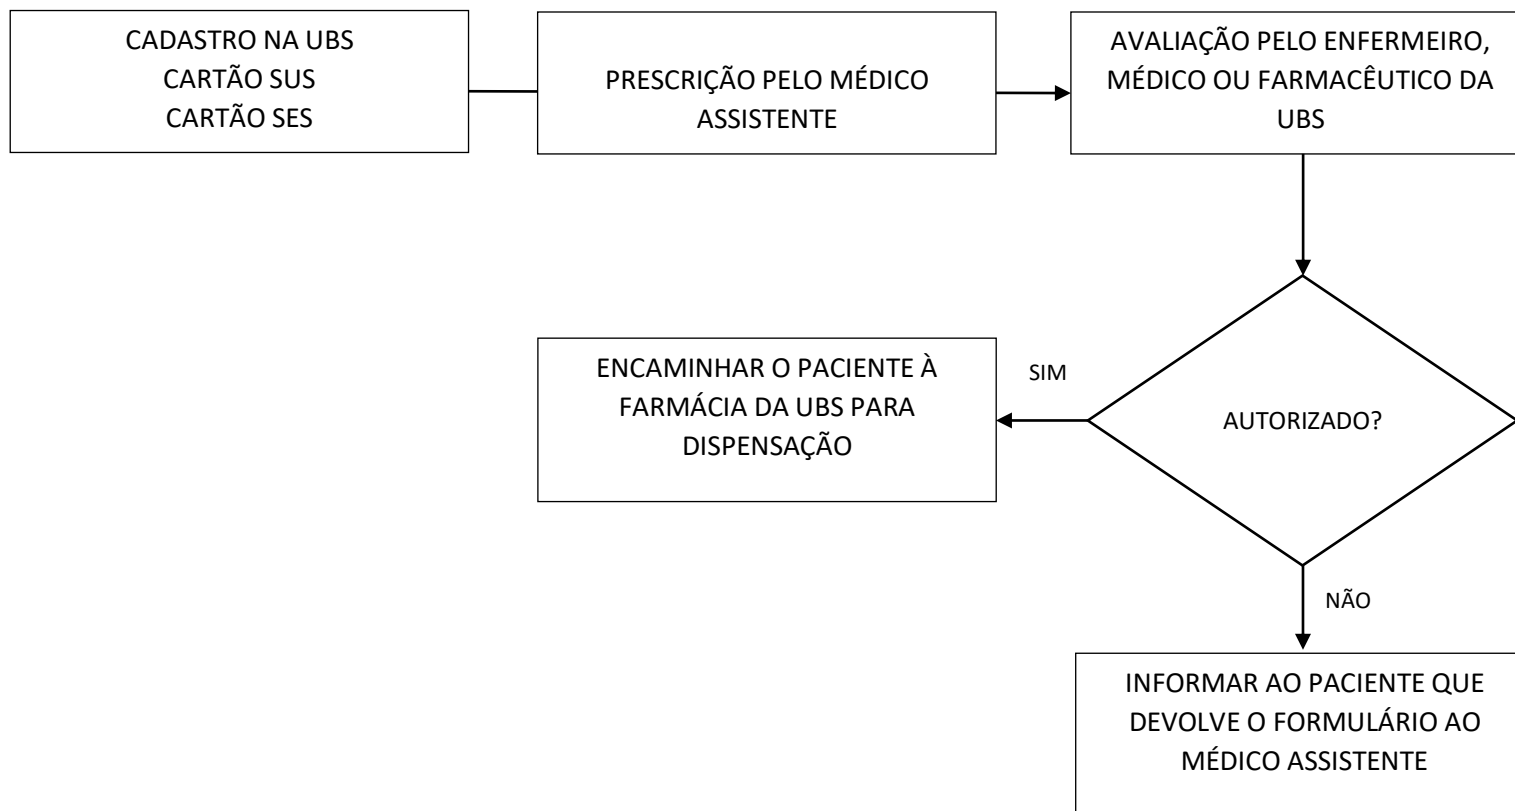 CADASTRO NA UBS
CARTÃO SUS
CARTÃO SES
PRESCRIÇÃO PELO MÉDICO
ASSISTENTE
AVALIAÇÃO PELO ENFERMEIRO,
MÉDICO OU FARMACÊUTICO DA
UBS
ENCAMINHAR O PACIENTE À
FARMÁCIA DA UBS PARA
DISPENSAÇÃO
SIM
AUTORIZADO?
NÃO
INFORMAR AO PACIENTE QUE
DEVOLVE O FORMULÁRIO AO
MÉDICO ASSISTENTE